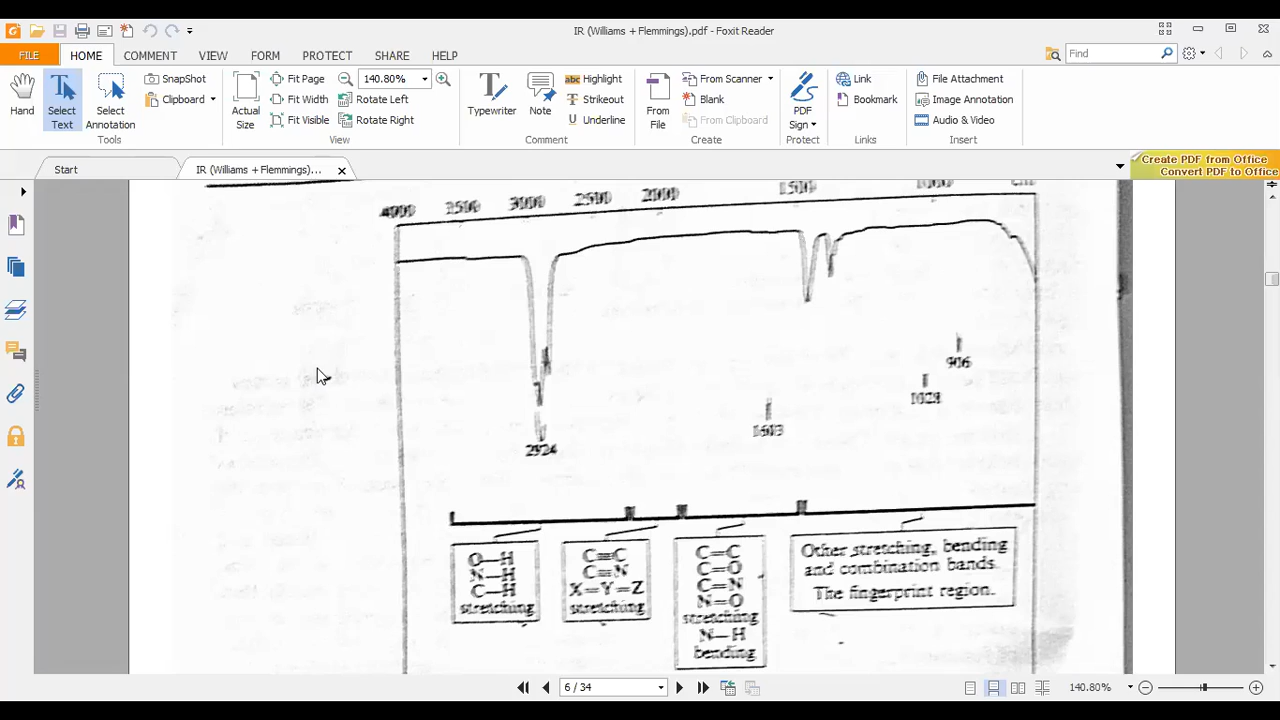 IR (Williams + Flemmings).pdf - Foxit Reader
FILE HOME COMMENT VIEW FORM PROTECT SHARE HELP
Find
Hand
Select Text
Select Annotation
SnapShot
Clipboard
Tools
Actual Size
Fit Page
Fit Width
Fit Visible
140.80%
Rotate Left
Rotate Right
View
Typewriter
Note
Highlight
Strikeout
Underline
Comment
From File
From Scanner
Blank
From Clipboard
Create
PDF Sign
Protect
Link
Bookmark
Links
File Attachment
Image Annotation
Audio & Video
Insert
Start
IR (Williams + Flemmings)...
Create PDF from Office
Convert PDF to Office
4000 3500 3000 2500 2000 1500 1000 cm
906
1028
1603
2924
O—H
N—H
C—H
stretching
C≡C
C≡N
X=Y=Z
stretching
C=C
C=O
C=N
N=O
stretching
N—H
bending
Other stretching, bending
and combination bands.
The fingerprint region.
6 / 34
140.80%